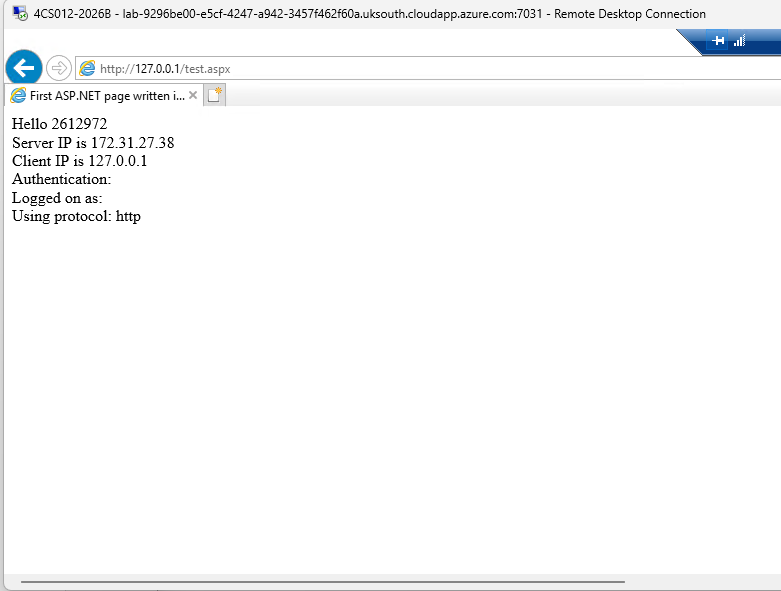 4CS012-2026B - lab-9296be00-e5cf-4247-a942-3457f462f60a.uksouth.cloudapp.azure.com:7031 - Remote Desktop Connection
http://127.0.0.1/test.aspx
First ASP.NET page written i...
Hello 2612972
Server IP is 172.31.27.38
Client IP is 127.0.0.1
Authentication:
Logged on as:
Using protocol: http